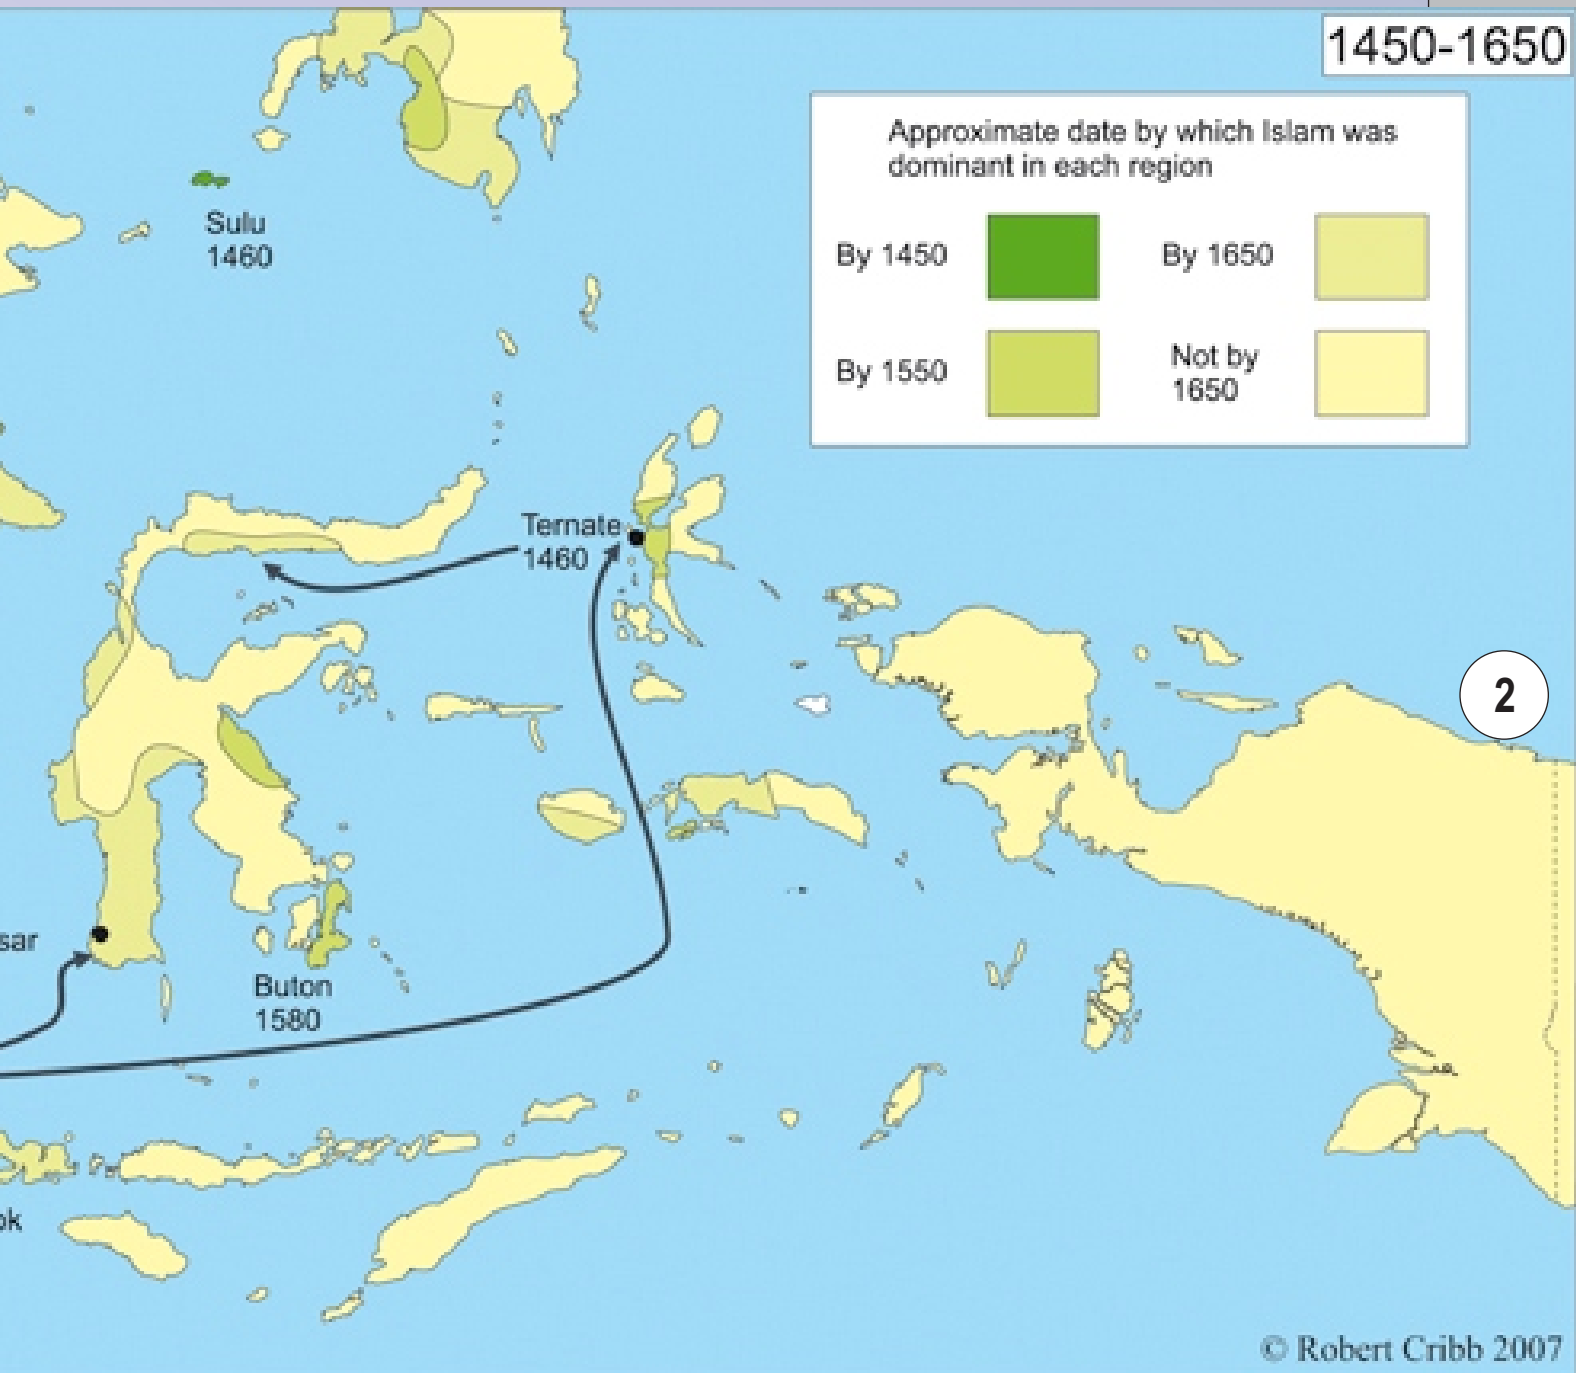 1450-1650
Approximate date by which Islam was
dominant in each region
By 1450
By 1650
By 1550
Not by
1650
Sulu
1460
Ternate
1460
2
sar
Buton
1580
ok
© Robert Cribb 2007